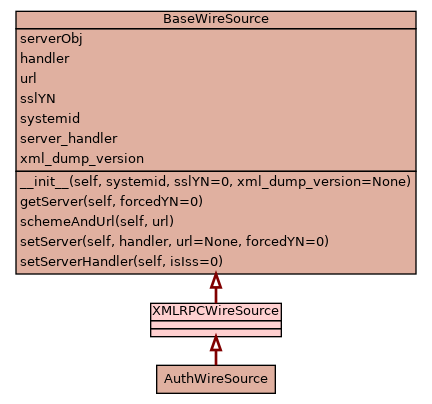 BaseWireSource
serverObj
handler
url
sslYN
systemid
server_handler
xml_dump_version
__init__(self, systemid, sslYN=0, xml_dump_version=None)
getServer(self, forcedYN=0)
schemeAndUrl(self, url)
setServer(self, handler, url=None, forcedYN=0)
setServerHandler(self, isIss=0)
XMLRPCWireSource
AuthWireSource